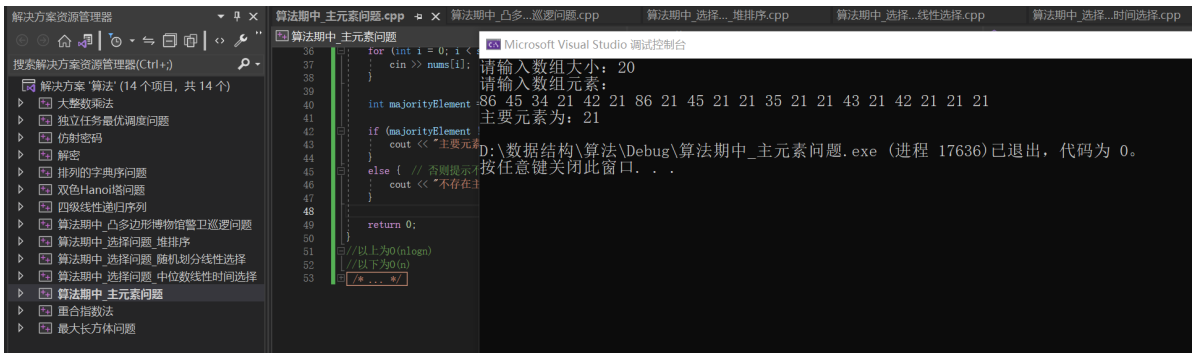 解决方案资源管理器
算法期中_主元素问题.cpp
算法期中_凸多...巡逻问题.cpp
算法期中_选择..._堆排序.cpp
算法期中_选择...线性选择.cpp
算法期中_选择...时间选择.cpp
搜索解决方案资源管理器(Ctrl+;)
解决方案 '算法' (14 个项目，共 14 个)
大整数乘法
独立任务最优调度问题
仿射密码
解密
排列的字典序问题
双色Hanoi塔问题
四级线性递归序列
算法期中_凸多边形博物馆警卫巡逻问题
算法期中_选择问题_堆排序
算法期中_选择问题_随机划分线性选择
算法期中_选择问题_中位数线性时间选择
算法期中_主元素问题
重合指数法
最大长方体问题
算法期中_主元素问题
36 for (int i = 0; i <
37 cin >> nums[i];
38 }
39
40 int majorityElement =
41
42 if (majorityElement
43 cout << "主要元素
44 }
45 else { // 否则提示不
46 cout << "不存在主
47 }
48
49 return 0;
50 }
51 //以上为O(nlogn)
52 //以下为O(n)
53 /* ... */
Microsoft Visual Studio 调试控制台
请输入数组大小：20
请输入数组元素：
86 45 34 21 42 21 86 21 45 21 21 35 21 21 43 21 42 21 21 21
主要元素为：21
D:\数据结构\算法\Debug\算法期中_主元素问题.exe (进程 17636)已退出，代码为 0。
按任意键关闭此窗口. . .